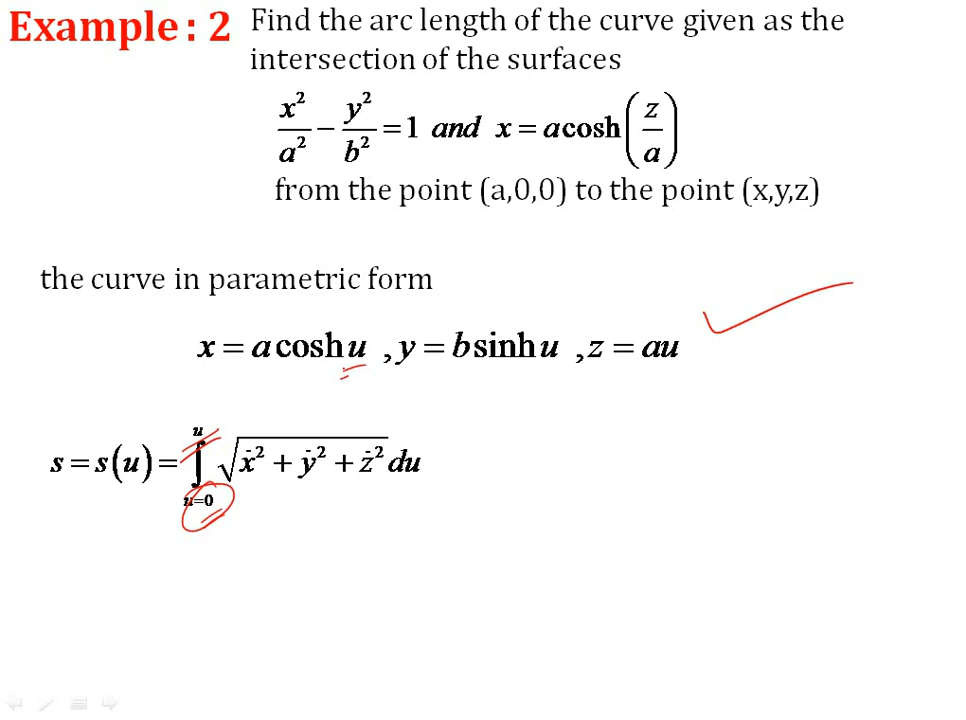 Example : 2 Find the arc length of the curve given as the
intersection of the surfaces
x²/a² − y²/b² = 1 and x = a cosh(z/a)
from the point (a,0,0) to the point (x,y,z)
the curve in parametric form
x = a cosh u , y = b sinh u , z = au
s = s(u) = ∫_{u=0}^{u} √(ẋ² + ẏ² + ż²) du